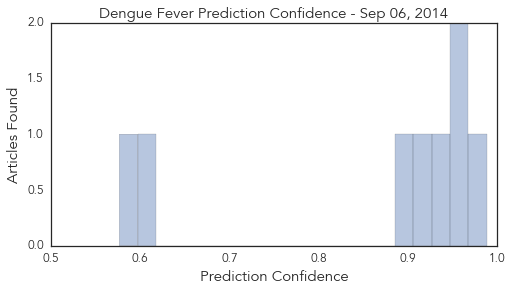 Dengue Fever Prediction Confidence - Sep 06, 2014
2.0
1.5
1.0
0.5
0.0
Articles Found
0.5 0.6 0.7 0.8 0.9 1.0
Prediction Confidence